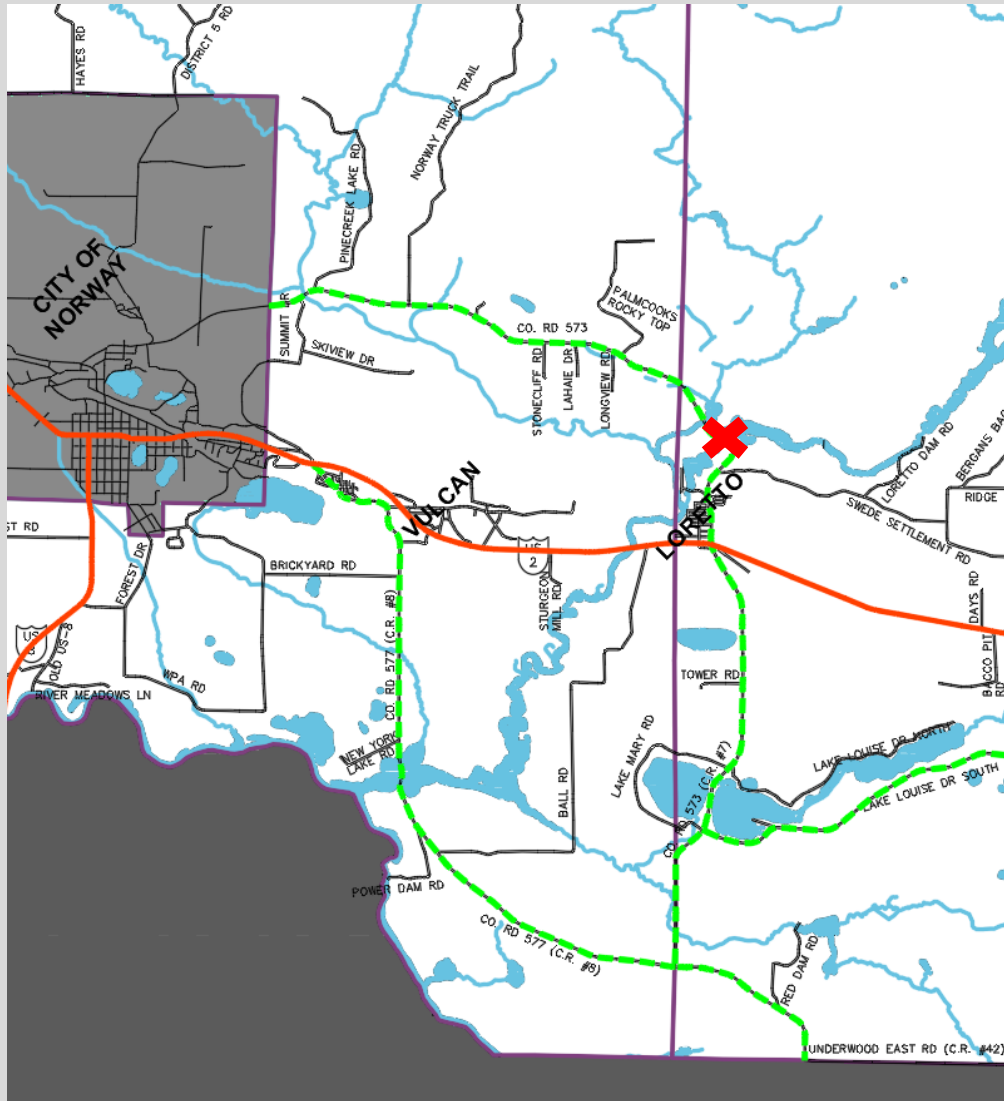 HAYES RD
DISTRICT 5 RD
NORWAY TRUCK TRAIL
PINECREEK LAKE RD
CITY OF
NORWAY
SUMMIT DR
SKIVIEW DR
PALMCOOKS
ROCKY TOP
CO. RD 573
STONECLIFF RD
LAHAIE DR
LONGVIEW RD
LORETTO DAM RD
BERGANS BAC
RIDGE
SWEDE SETTLEMENT RD
VULCAN
LORETTO
ST RD
FOREST DR
BRICKYARD RD
US
2
STURGEON
MILL RD
DAYS RD
BACCO PIT
RD
US
OLD US-8
RIVER MEADOWS LN
WPA RD
CO. RD 577 (C.R. #8)
NEW YORK
LAKE RD
TOWER RD
LAKE MARY RD
BALL RD
CO. RD 573 (C.R. #7)
LAKE LOUISE DR NORTH
LAKE LOUISE DR SOUTH
POWER DAM RD
CO. RD 577 (C.R. #8)
RED DAM RD
UNDERWOOD EAST RD (C.R. #42)